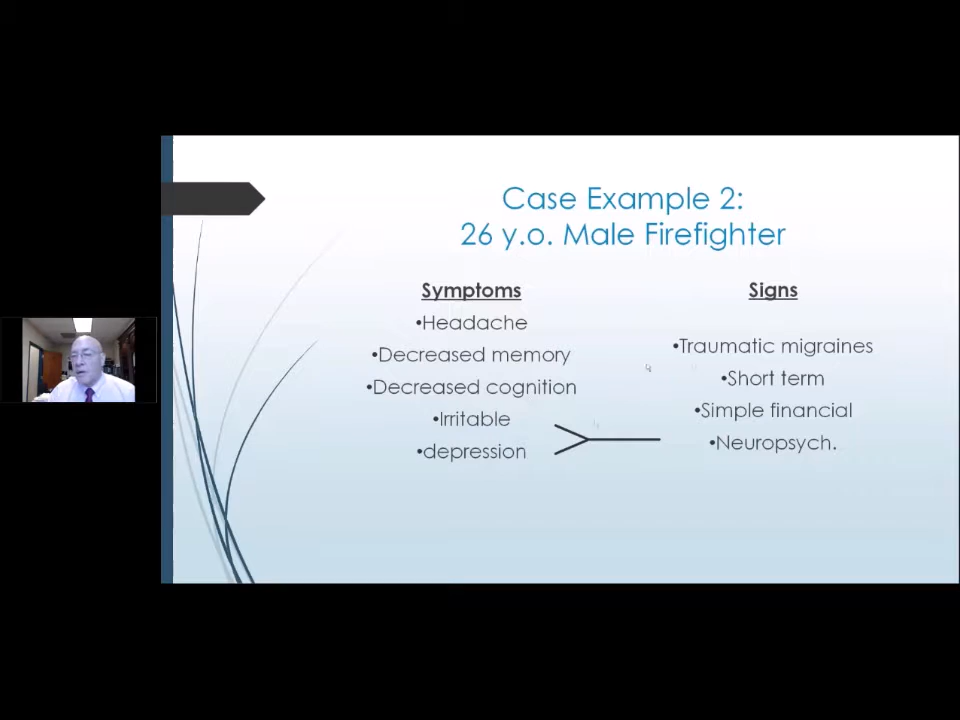 Case Example 2:
26 y.o. Male Firefighter
Symptoms
•Headache
•Decreased memory
•Decreased cognition
•Irritable
•depression
Signs
•Traumatic migraines
•Short term
•Simple financial
•Neuropsych.